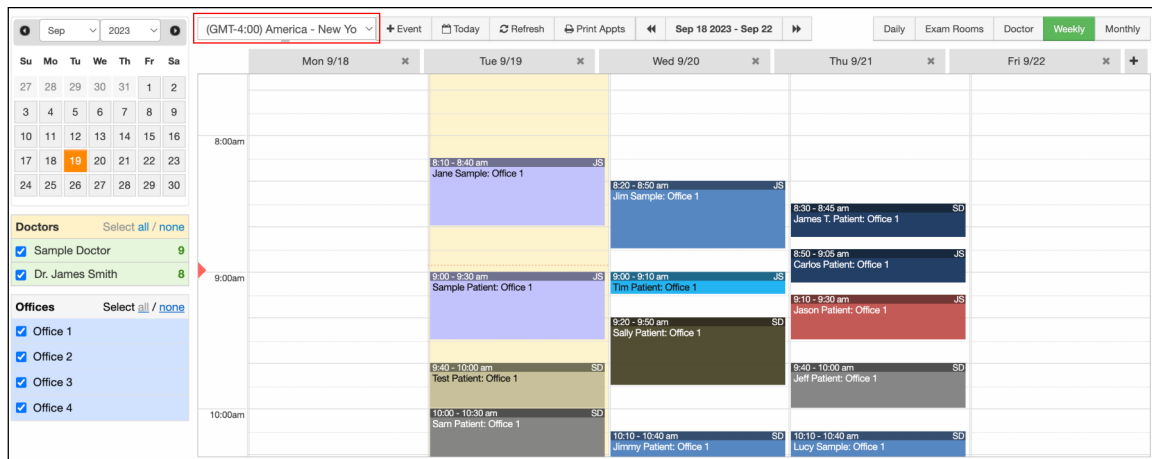 Sep 2023
Su Mo Tu We Th Fr Sa
27 28 29 30 31 1 2
3 4 5 6 7 8 9
10 11 12 13 14 15 16
17 18 19 20 21 22 23
24 25 26 27 28 29 30
Doctors Select all / none
Sample Doctor 9
Dr. James Smith 8
Offices Select all / none
Office 1
Office 2
Office 3
Office 4
(GMT-4:00) America - New Yo + Event Today Refresh Print Appts Sep 18 2023 - Sep 22 Daily Exam Rooms Doctor Weekly Monthly
Mon 9/18 Tue 9/19 Wed 9/20 Thu 9/21 Fri 9/22
8:00am
9:00am
10:00am
8:10 - 8:40 am JS
Jane Sample: Office 1
9:00 - 9:30 am JS
Sample Patient: Office 1
9:40 - 10:00 am SD
Test Patient: Office 1
10:00 - 10:30 am SD
Sam Patient: Office 1
8:20 - 8:50 am JS
Jim Sample: Office 1
9:00 - 9:10 am JS
Tim Patient: Office 1
9:20 - 9:50 am SD
Sally Patient: Office 1
10:10 - 10:40 am SD
Jimmy Patient: Office 1
8:30 - 8:45 am SD
James T. Patient: Office 1
8:50 - 9:05 am JS
Carlos Patient: Office 1
9:10 - 9:30 am JS
Jason Patient: Office 1
9:40 - 10:00 am SD
Jeff Patient: Office 1
10:10 - 10:40 am SD
Lucy Sample: Office 1